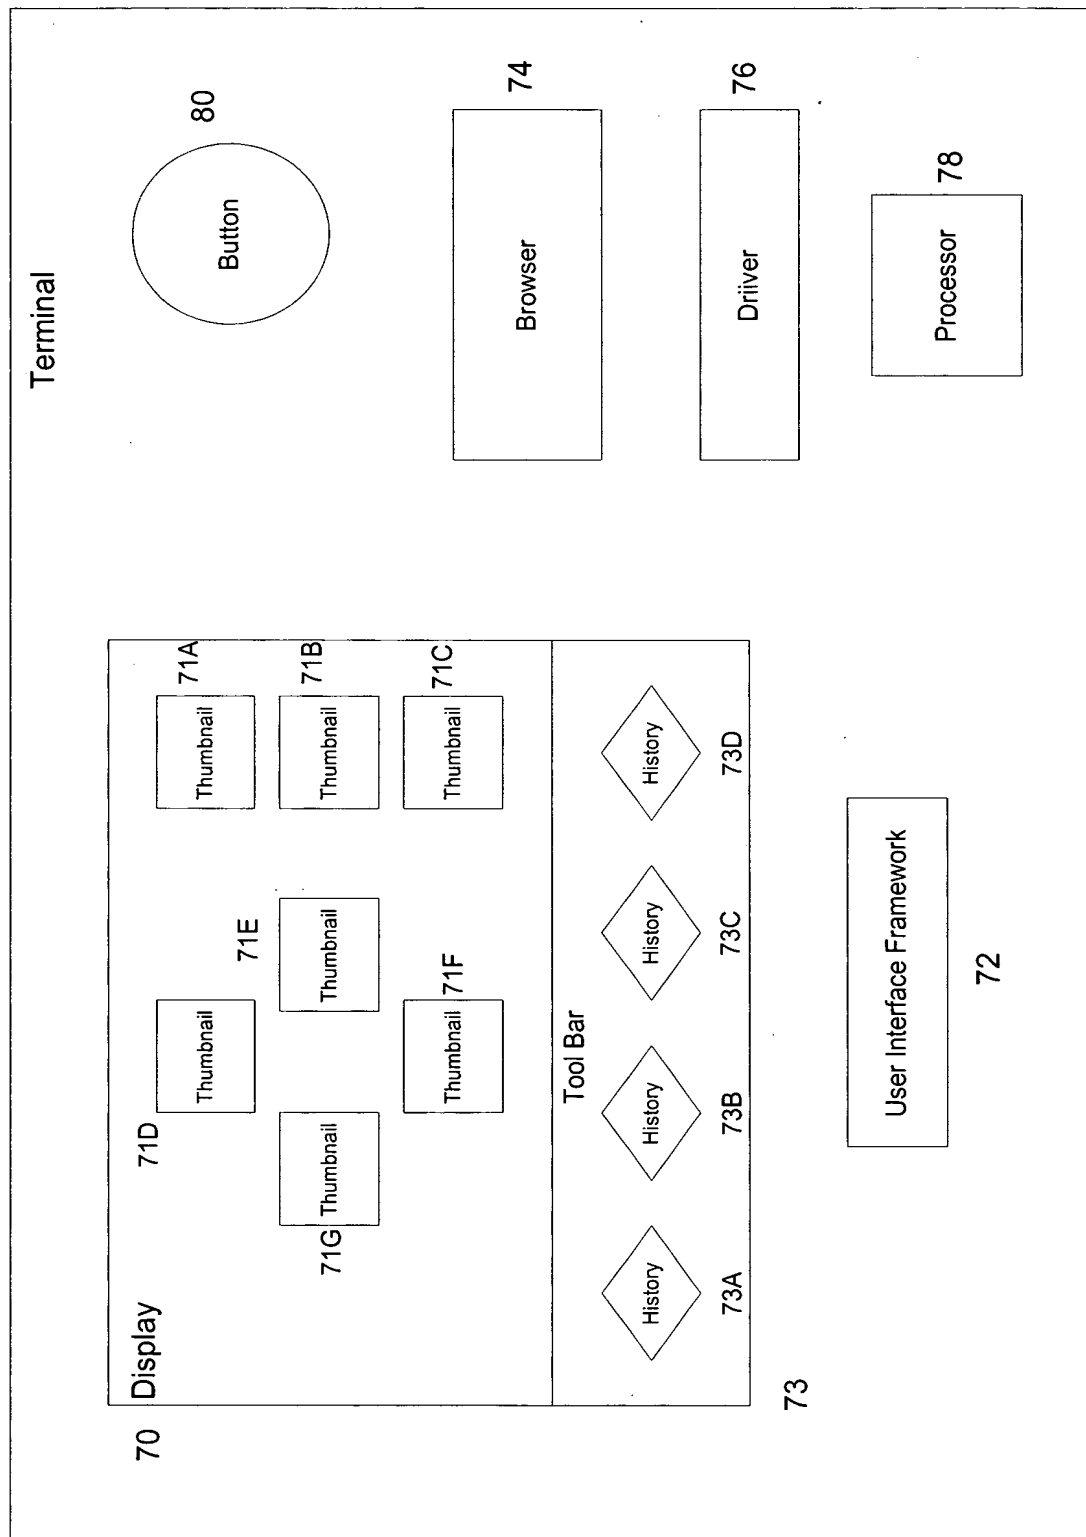 Terminal
70
Display
71D
Thumbnail
71A
Thumbnail
71G
Thumbnail
71E
Thumbnail
71B
Thumbnail
71F
Thumbnail
71C
Thumbnail
Tool Bar
History
History
History
History
73A
73B
73C
73D
73
User Interface Framework
72
80
Button
74
Browser
76
Driiver
78
Processor